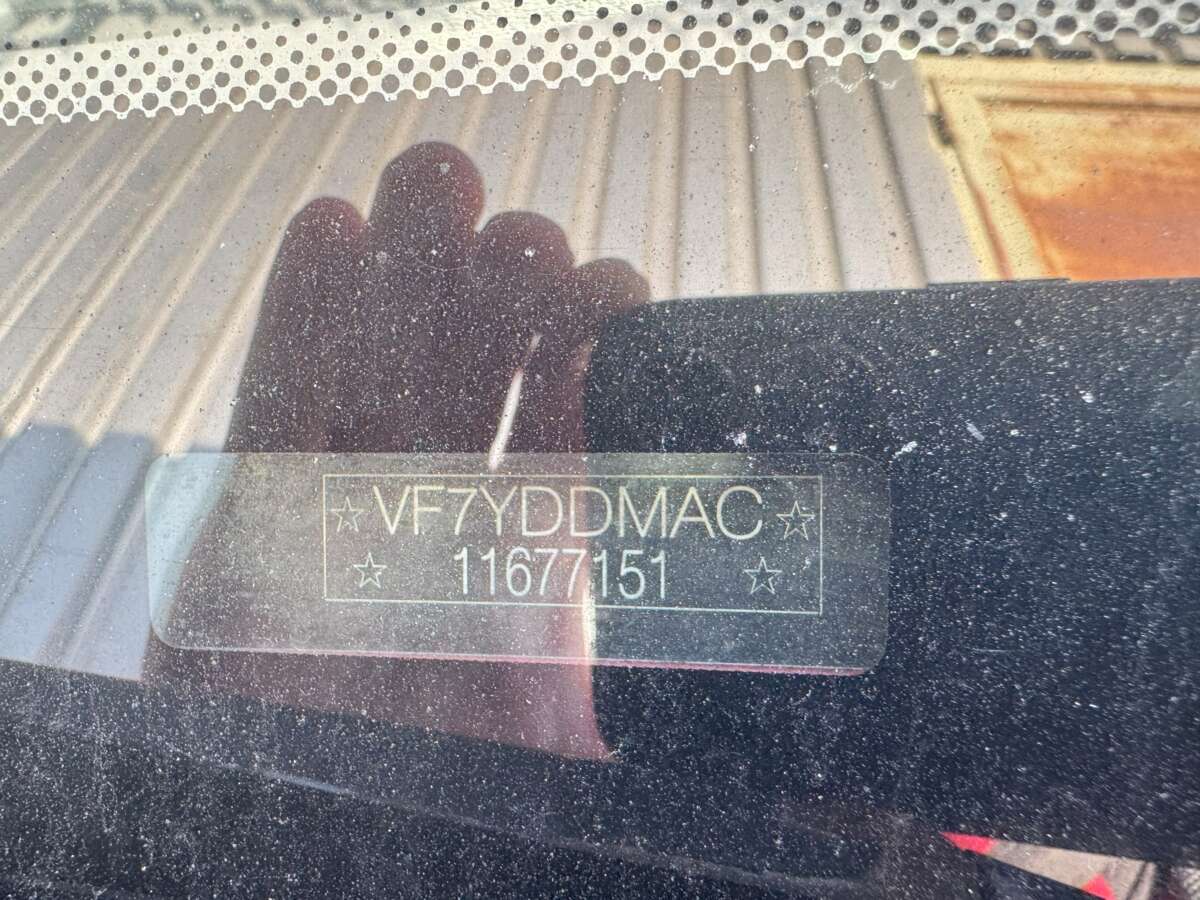 ☆ VF7YDDMAC ☆
☆ 11677151 ☆